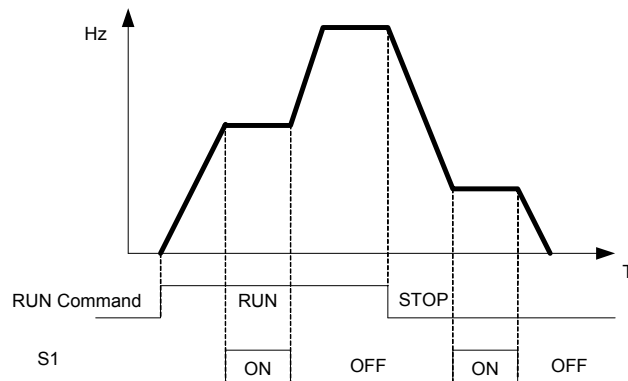 Hz
T
RUN Command
RUN
STOP
S1
ON
OFF
ON
OFF